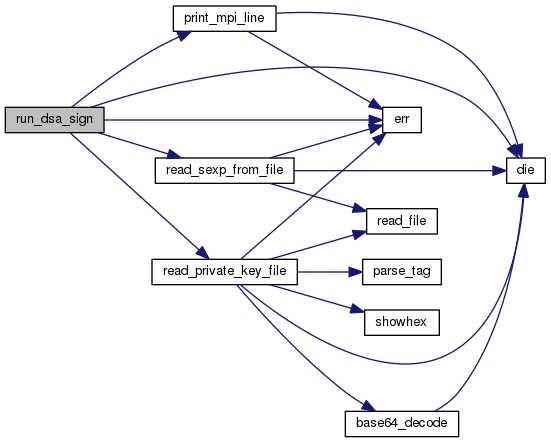 print_mpi_line
run_dsa_sign
err
read_sexp_from_file
die
read_file
read_private_key_file
parse_tag
showhex
base64_decode